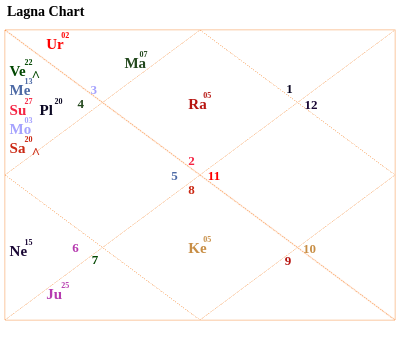 Lagna Chart
Ur 02
Ma 07
Ve 22 ^
Me 13
3
1
Su 27
Pl 20
4
Ra 05
12
Mo 03
Sa 20 ^
2
5
11
8
6
Ne 15
7
Ke 05
10
9
Ju 25